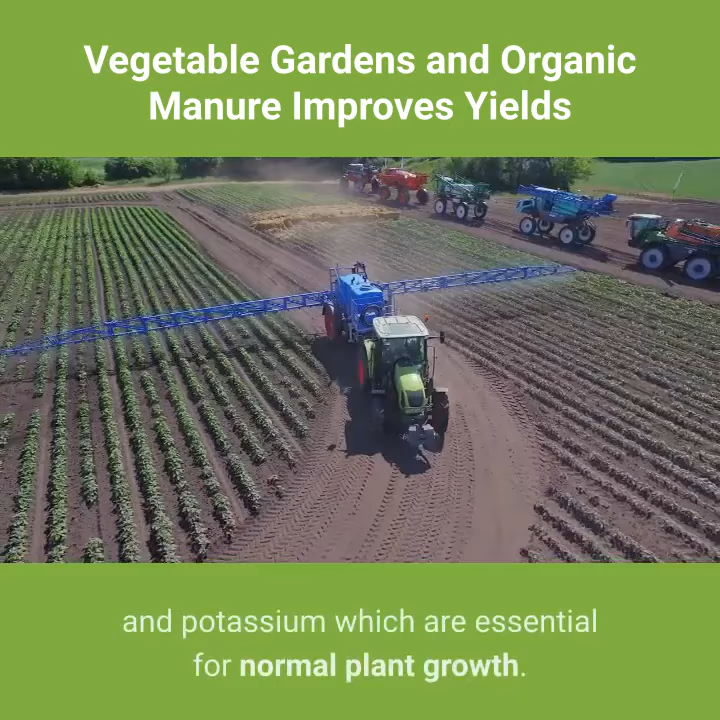 Vegetable Gardens and Organic
Manure Improves Yields
and potassium which are essential
for normal plant growth.